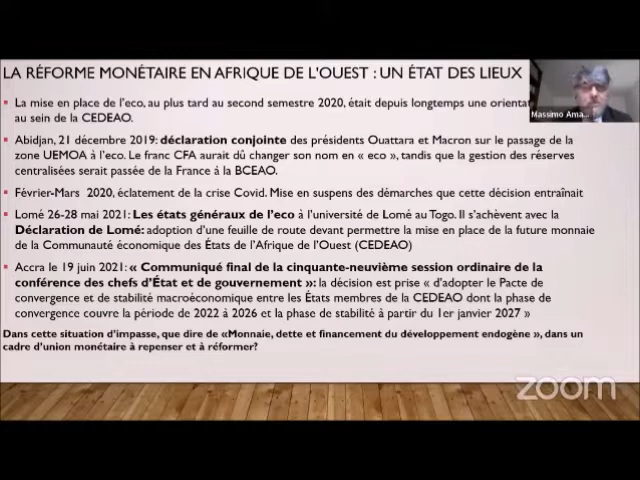 LA RÉFORME MONÉTAIRE EN AFRIQUE DE L'OUEST : UN ÉTAT DES LIEUX
▪ La mise en place de l'eco, au plus tard au second semestre 2020, était depuis longtemps une orientat
au sein de la CEDEAO.
▪ Abidjan, 21 décembre 2019: déclaration conjointe des présidents Ouattara et Macron sur le passage de la
zone UEMOA à l'eco. Le franc CFA aurait dû changer son nom en « eco », tandis que la gestion des réserves
centralisées serait passée de la France à la BCEAO.
▪ Février-Mars 2020, éclatement de la crise Covid. Mise en suspens des démarches que cette décision entraînait
▪ Lomé 26-28 mai 2021: Les états généraux de l'eco à l'université de Lomé au Togo. Il s'achèvent avec la
Déclaration de Lomé: adoption d'une feuille de route devant permettre la mise en place de la future monnaie
de la Communauté économique des États de l'Afrique de l'Ouest (CEDEAO)
▪ Accra le 19 juin 2021: « Communiqué final de la cinquante-neuvième session ordinaire de la
conférence des chefs d'État et de gouvernement »: la décision est prise « d'adopter le Pacte de
convergence et de stabilité macroéconomique entre les États membres de la CEDEAO dont la phase de
convergence couvre la période de 2022 à 2026 et la phase de stabilité à partir du 1er janvier 2027 »
Dans cette situation d'impasse, que dire de «Monnaie, dette et financement du développement endogène », dans un
cadre d'union monétaire à repenser et à réformer?
Massimo Ama...
zoom